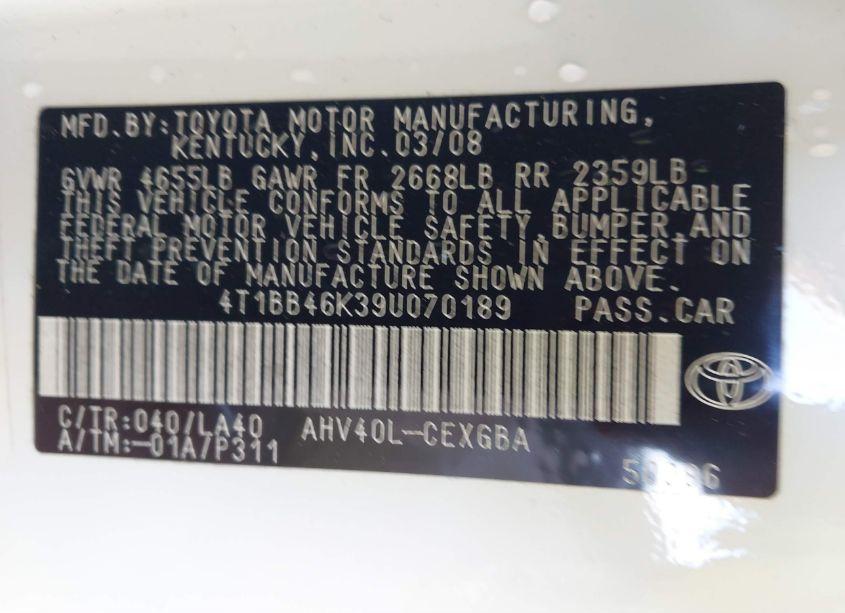 MFD.BY:TOYOTA MOTOR MANUFACTURING,
KENTUCKY,INC.03/08
GVWR 4655LB GAWR FR 2668LB RR 2359LB
THIS VEHICLE CONFORMS TO ALL APPLICABLE
FEDERAL MOTOR VEHICLE SAFETY,BUMPER,AND
THEFT PREVENTION STANDARDS IN EFFECT ON
THE DATE OF MANUFACTURE SHOWN ABOVE.
4T1BB46K39U070189 PASS.CAR
C/TR:040/LA40 AHV40L-CEXGBA
A/TM:-01A/P311